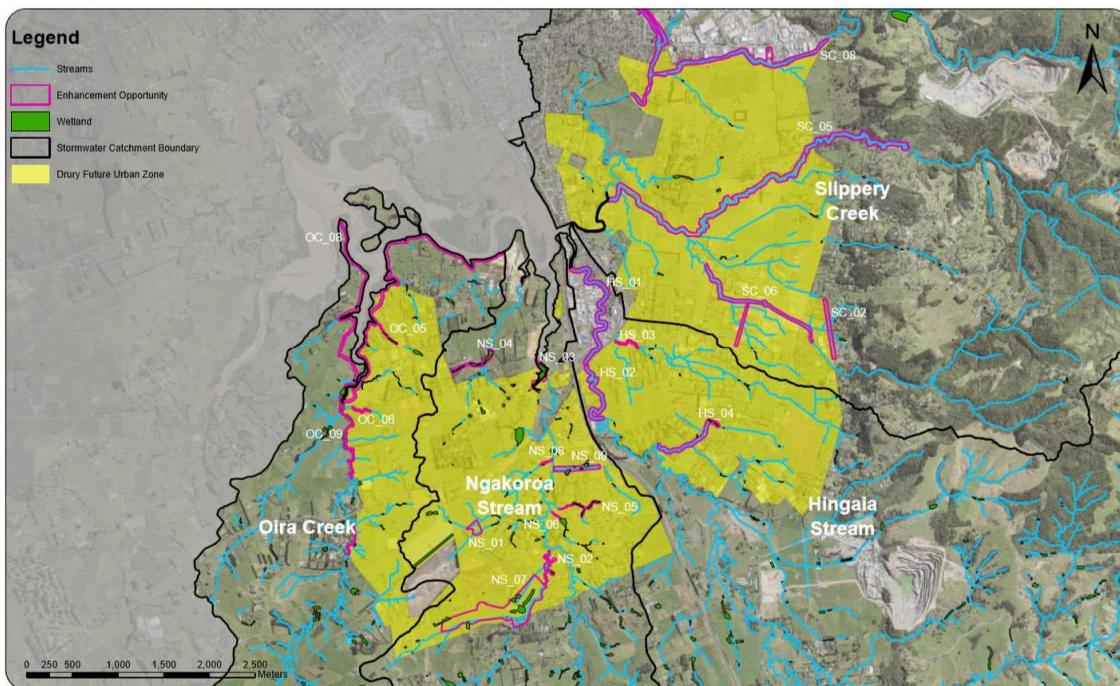 Legend
Streams
Enhancement Opportunity
Wetland
Stormwater Catchment Boundary
Drury Future Urban Zone
N
SC_08
SC_05
Slippery
Creek
OC_08
HS_01
SC_06
SC_02
OC_05
NS_04
NS_03
HS_03
HS_02
OC_06
HS_04
OC_09
NS_08
NS_09
Ngakoroa
Stream
NS_05
Hingaia
Stream
Oira Creek
NS_06
NS_01
NS_02
NS_07
0 250 500 1,000 1,500 2,000 2,500
Meters